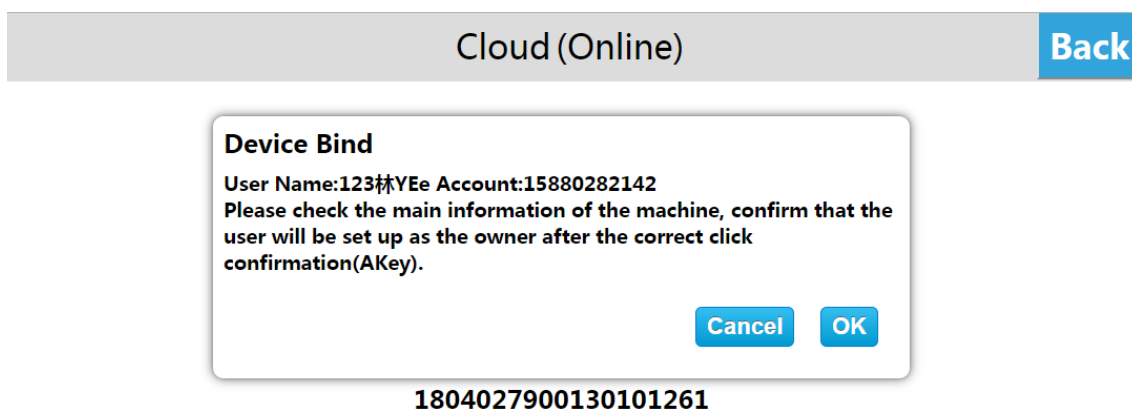 Cloud (Online)
Back
Device Bind
User Name:123林YEe Account:15880282142
Please check the main information of the machine, confirm that the
user will be set up as the owner after the correct click
confirmation(AKey).
Cancel
OK
1804027900130101261